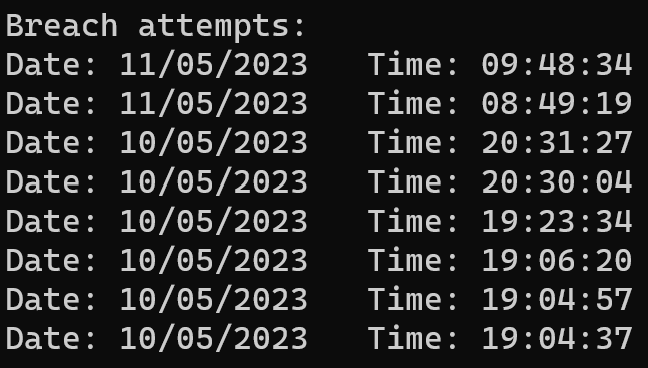 Breach attempts:
Date: 11/05/2023   Time: 09:48:34
Date: 11/05/2023   Time: 08:49:19
Date: 10/05/2023   Time: 20:31:27
Date: 10/05/2023   Time: 20:30:04
Date: 10/05/2023   Time: 19:23:34
Date: 10/05/2023   Time: 19:06:20
Date: 10/05/2023   Time: 19:04:57
Date: 10/05/2023   Time: 19:04:37